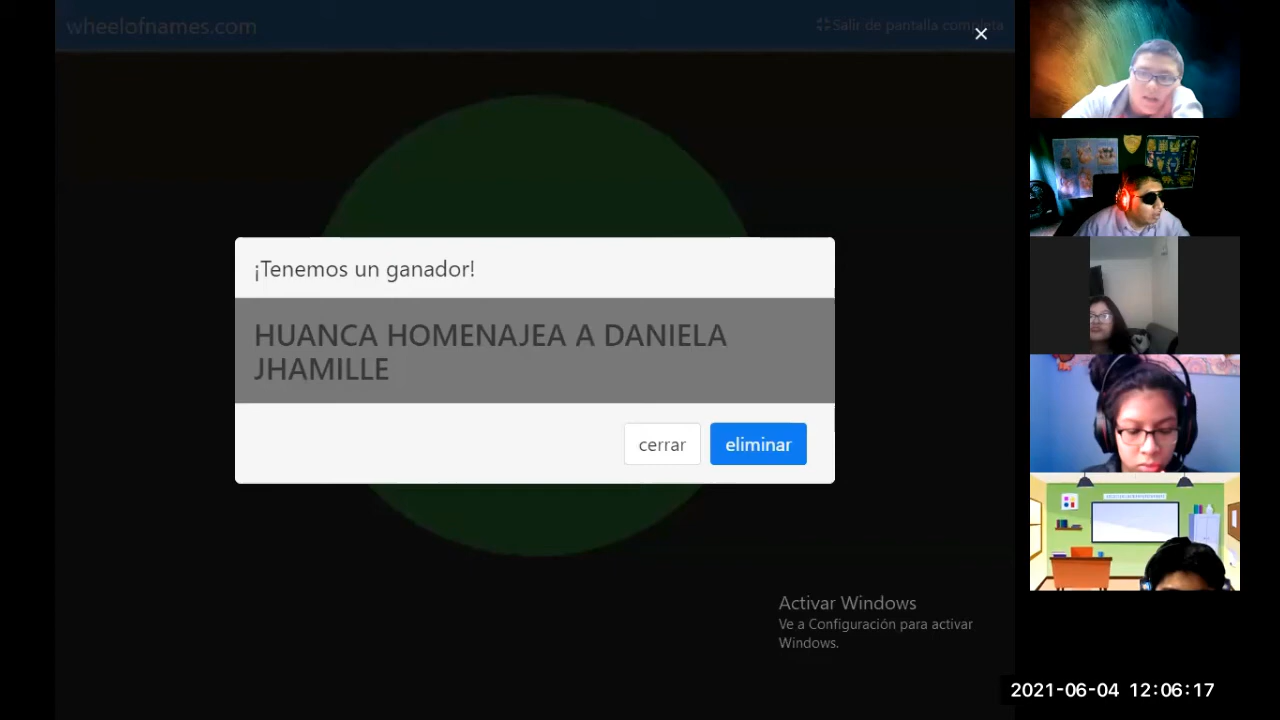 wheelofnames.com
Salir de pantalla completa
¡Tenemos un ganador!
HUANCA HOMENAJEA A DANIELA
JHAMILLE
cerrar
eliminar
Activar Windows
Ve a Configuración para activar
Windows.
2021-06-04 12:06:17